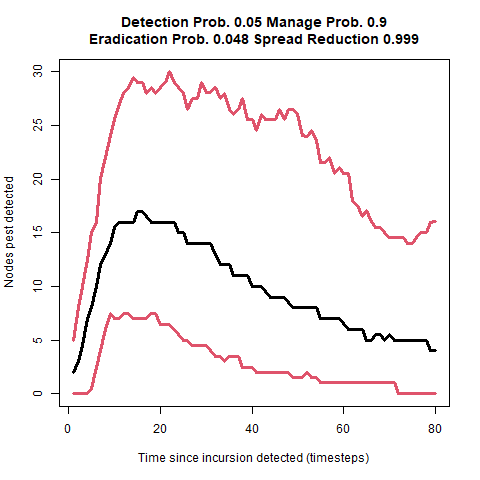 Detection Prob. 0.05 Manage Prob. 0.9
Eradication Prob. 0.048 Spread Reduction 0.999
Nodes pest detected
30
25
20
15
10
5
0
0 20 40 60 80
Time since incursion detected (timesteps)